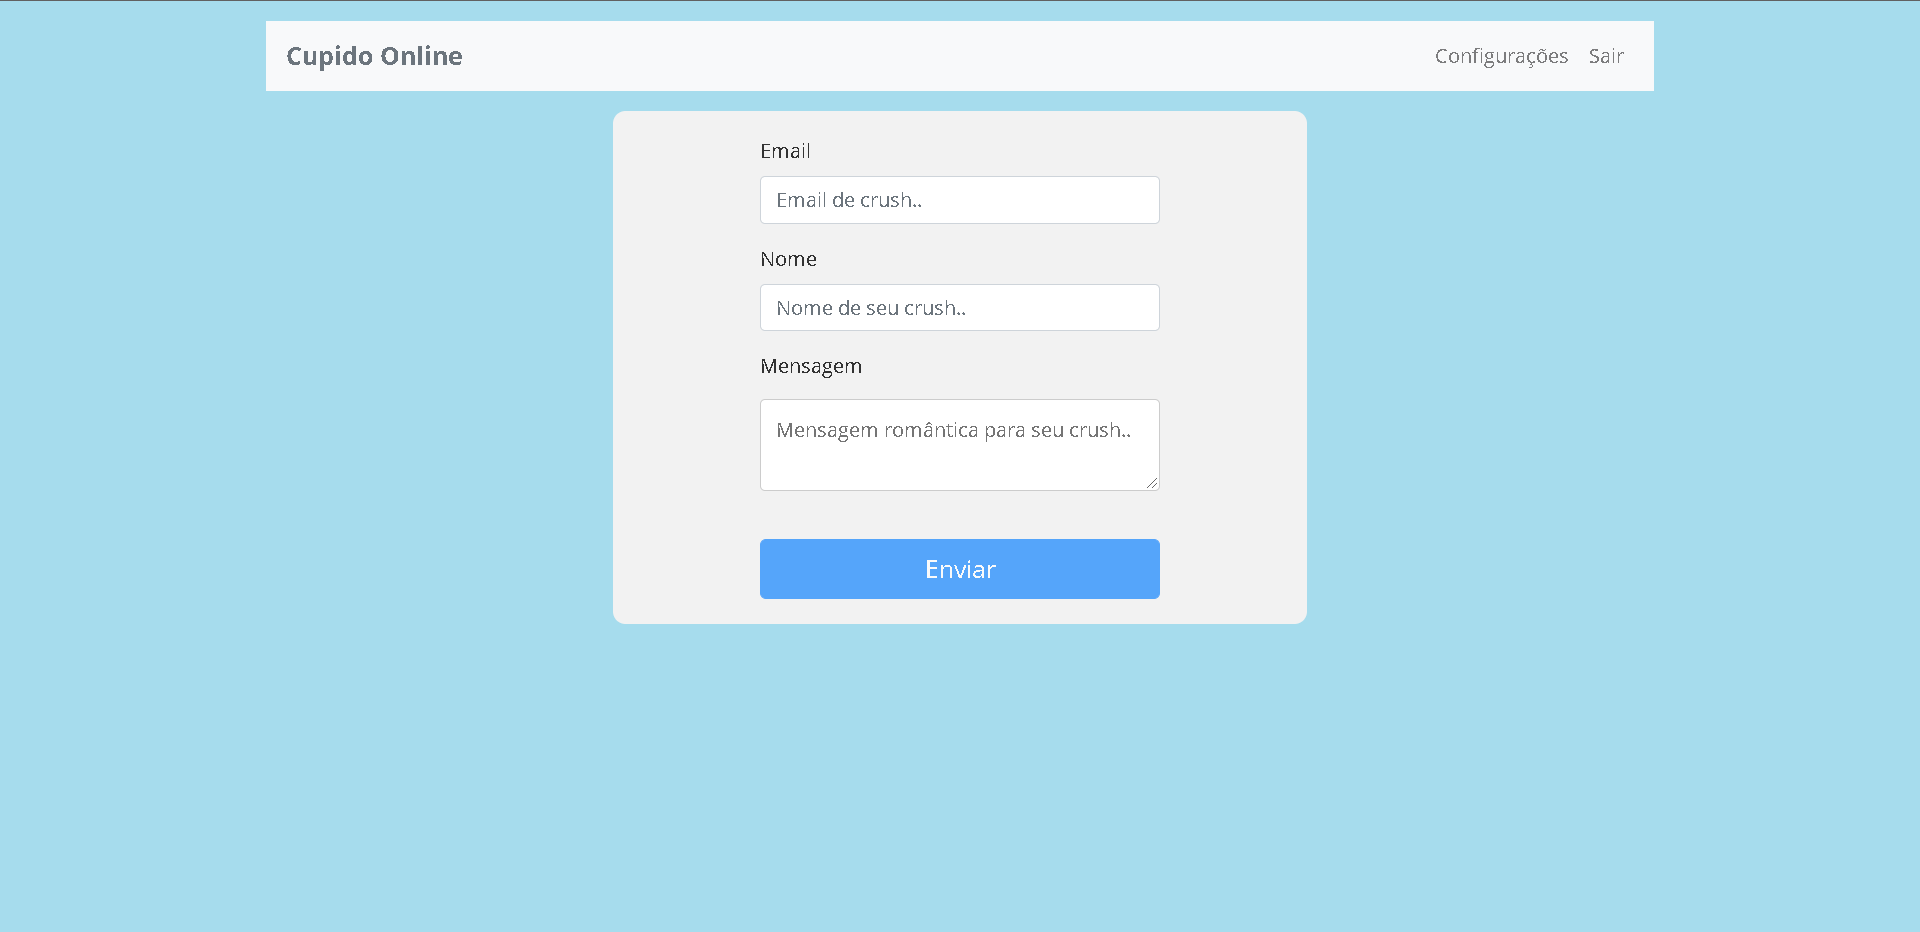 Cupido Online
Configurações Sair
Email
Email de crush..
Nome
Nome de seu crush..
Mensagem
Mensagem romântica para seu crush..
Enviar